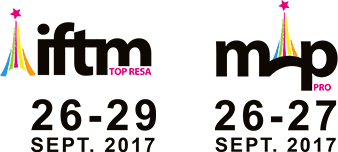 iftm
TOP RESA
26-29
SEPT. 2017
map
PRO
26-27
SEPT. 2017